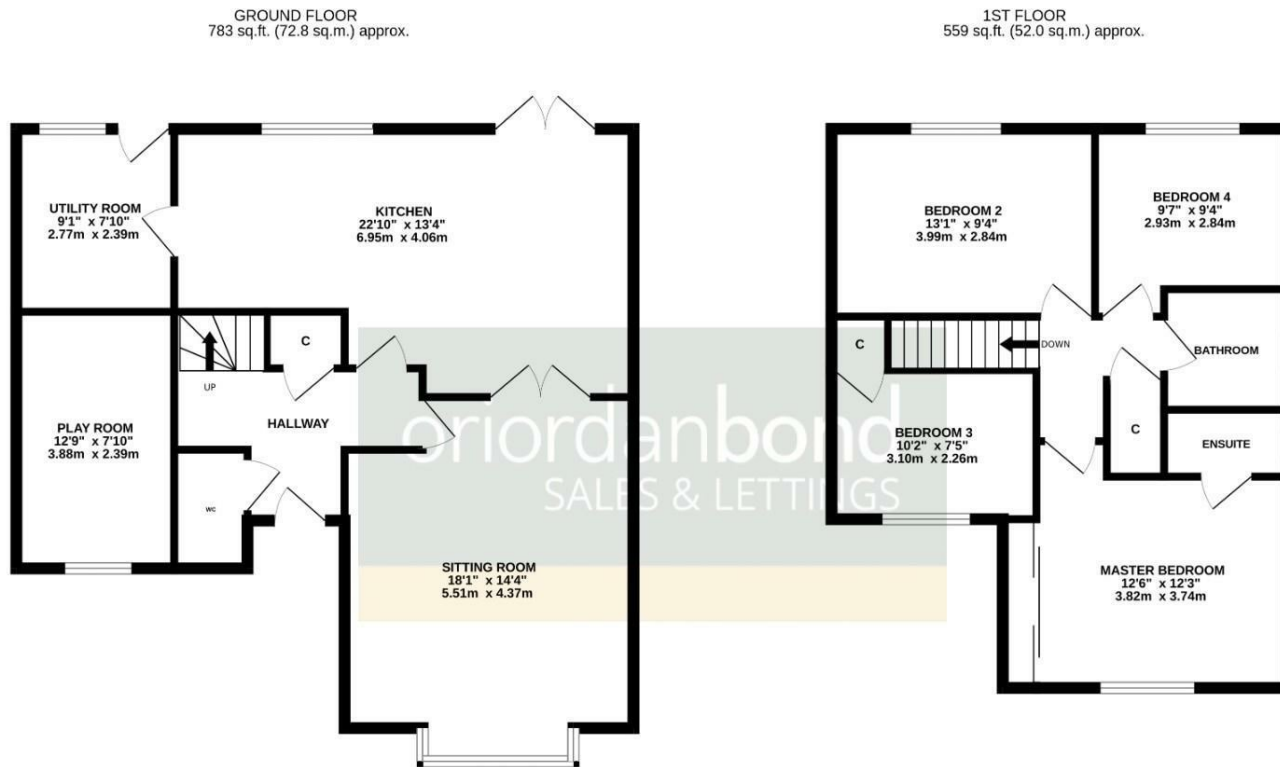 GROUND FLOOR
783 sq.ft. (72.8 sq.m.) approx.
1ST FLOOR
559 sq.ft. (52.0 sq.m.) approx.
UTILITY ROOM
9'1" x 7'10"
2.77m x 2.39m
KITCHEN
22'10" x 13'4"
6.95m x 4.06m
C
UP
HALLWAY
PLAY ROOM
12'9" x 7'10"
3.88m x 2.39m
WC
SITTING ROOM
18'1" x 14'4"
5.51m x 4.37m
BEDROOM 2
13'1" x 9'4"
3.99m x 2.84m
BEDROOM 4
9'7" x 9'4"
2.93m x 2.84m
C
DOWN
BATHROOM
BEDROOM 3
10'2" x 7'5"
3.10m x 2.26m
C
ENSUITE
MASTER BEDROOM
12'6" x 12'3"
3.82m x 3.74m
oriordanbond
SALES & LETTINGS